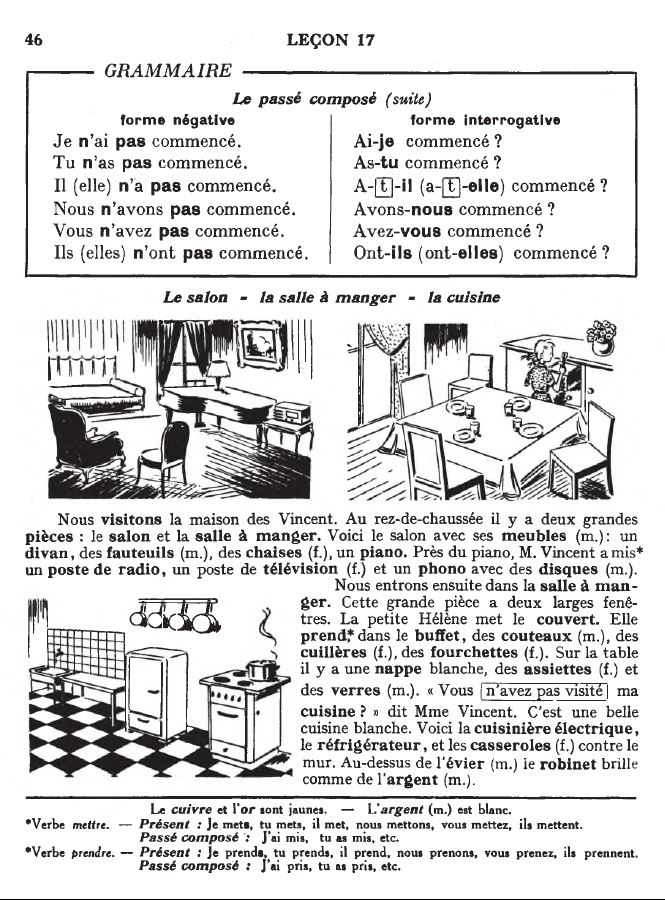 46 LEÇON 17
GRAMMAIRE
Le passé composé (suite)
forme négative
Je n'ai pas commencé.
Tu n'as pas commencé.
Il (elle) n'a pas commencé.
Nous n'avons pas commencé.
Vous n'avez pas commencé.
Ils (elles) n'ont pas commencé.
forme interrogative
Ai-je commencé ?
As-tu commencé ?
A-t-il (a-t-elle) commencé ?
Avons-nous commencé ?
Avez-vous commencé ?
Ont-ils (ont-elles) commencé ?
Le salon - la salle à manger - la cuisine
Nous visitons la maison des Vincent. Au rez-de-chaussée il y a deux grandes
pièces : le salon et la salle à manger. Voici le salon avec ses meubles (m.): un
divan, des fauteuils (m.), des chaises (f.), un piano. Près du piano, M. Vincent a mis*
un poste de radio, un poste de télévision (f.) et un phono avec des disques (m.).
Nous entrons ensuite dans la salle à man-
ger. Cette grande pièce a deux larges fenê-
tres. La petite Hélène met le couvert. Elle
prend* dans le buffet, des couteaux (m.), des
cuillères (f.), des fourchettes (f.). Sur la table
il y a une nappe blanche, des assiettes (f.) et
des verres (m.). « Vous n'avez pas visité ma
cuisine ? » dit Mme Vincent. C'est une belle
cuisine blanche. Voici la cuisinière électrique,
le réfrigérateur, et les casseroles (f.) contre le
mur. Au-dessus de l'évier (m.) le robinet brille
comme de l'argent (m.).
Le cuivre et l'or sont jaunes. — L'argent (m.) est blanc.
*Verbe mettre. — Présent : Je mets, tu mets, il met, nous mettons, vous mettez, ils mettent.
Passé composé : J'ai mis, tu as mis, etc.
*Verbe prendre. — Présent : Je prends, tu prends, il prend, nous prenons, vous prenez, ils prennent.
Passé composé : J'ai pris, tu as pris, etc.